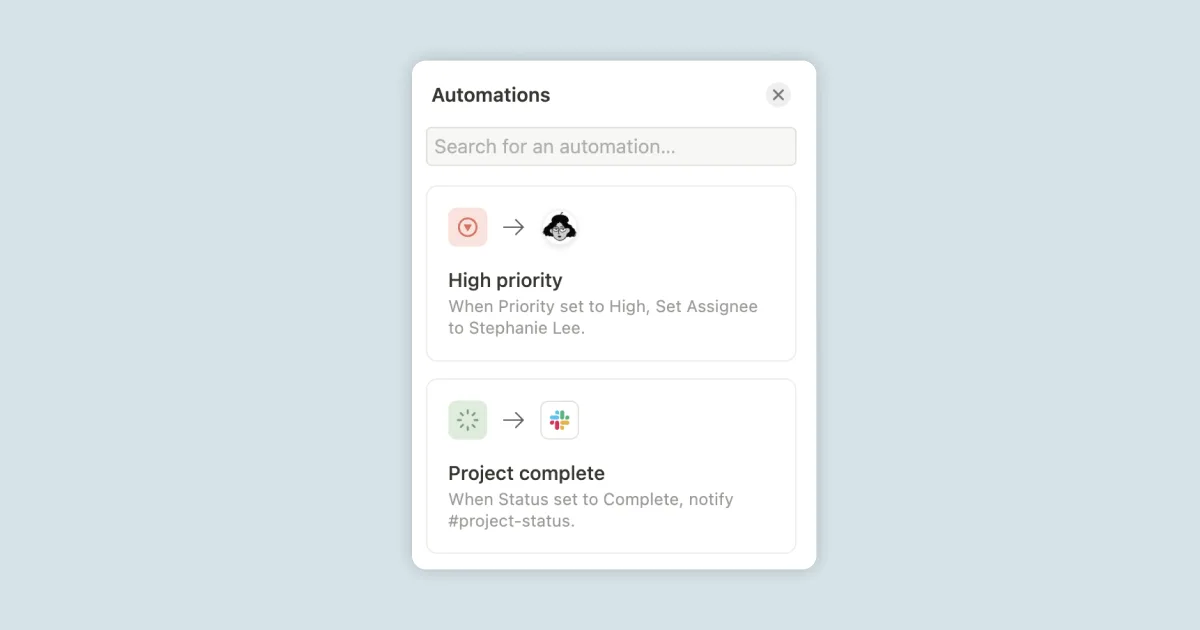 Automations
Search for an automation...
High priority
When Priority set to High, Set Assignee
to Stephanie Lee.
Project complete
When Status set to Complete, notify
#project-status.